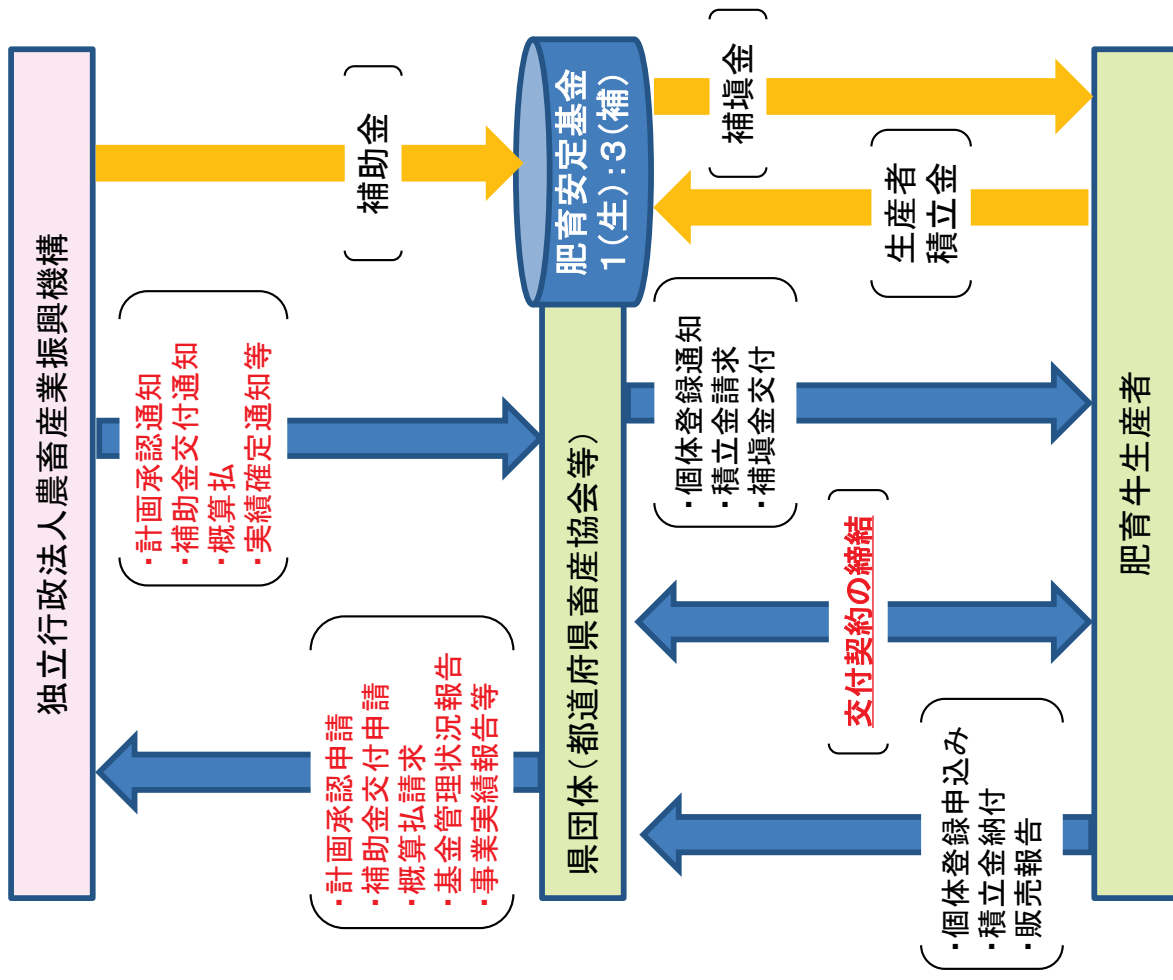 独立行政法人農畜産業振興機構
・計画承認申請
・補助金交付申請
・概算払請求
・基金管理状況報告
・事業実績報告等
・計画承認通知
・補助金交付通知
・概算払
・実績確定通知等
補助金
県団体（都道府県畜産協会等）
肥育安定基金
１（生）：３（補）
・個体登録申込み
・積立金納付
・販売報告
交付契約の締結
・個体登録通知
・積立金請求
・補塡金交付
生産者
積立金
補塡金
肥育牛生産者